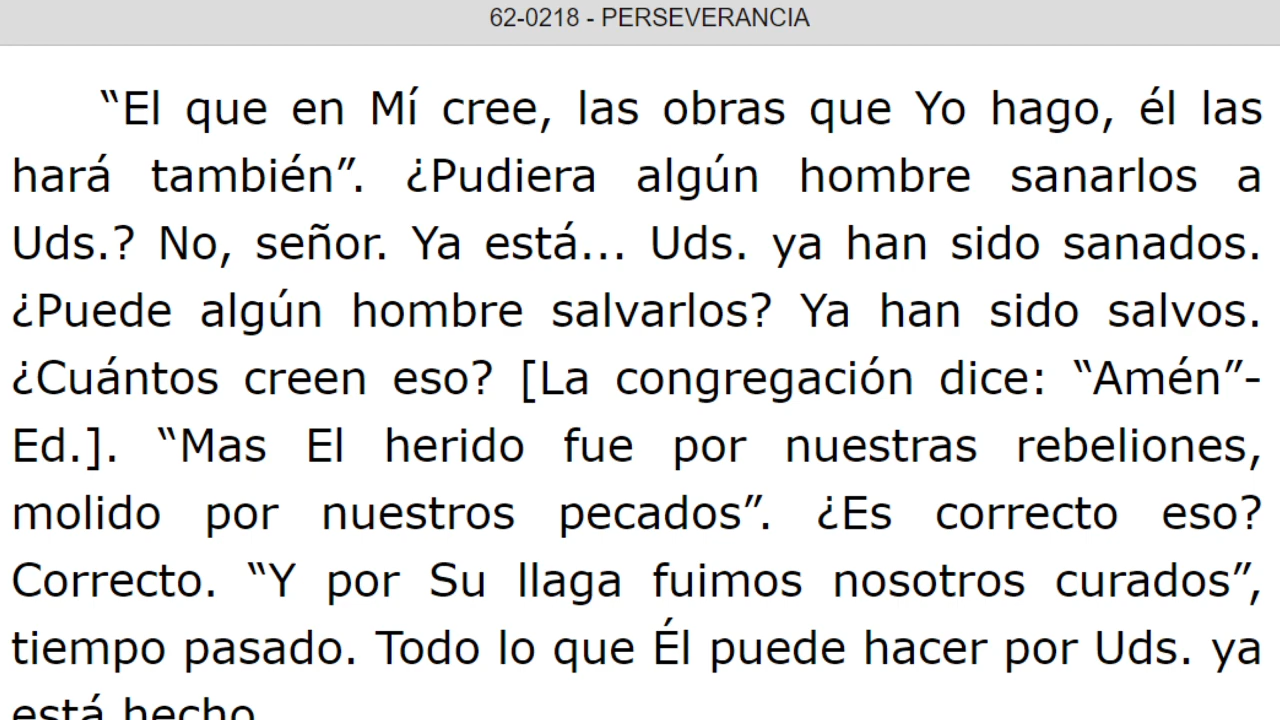 62-0218 - PERSEVERANCIA
“El que en Mí cree, las obras que Yo hago, él las
hará también”. ¿Pudiera algún hombre sanarlos a
Uds.? No, señor. Ya está... Uds. ya han sido sanados.
¿Puede algún hombre salvarlos? Ya han sido salvos.
¿Cuántos creen eso? [La congregación dice: “Amén”-
Ed.]. “Mas El herido fue por nuestras rebeliones,
molido por nuestros pecados”. ¿Es correcto eso?
Correcto. “Y por Su llaga fuimos nosotros curados”,
tiempo pasado. Todo lo que Él puede hacer por Uds. ya
está hecho.